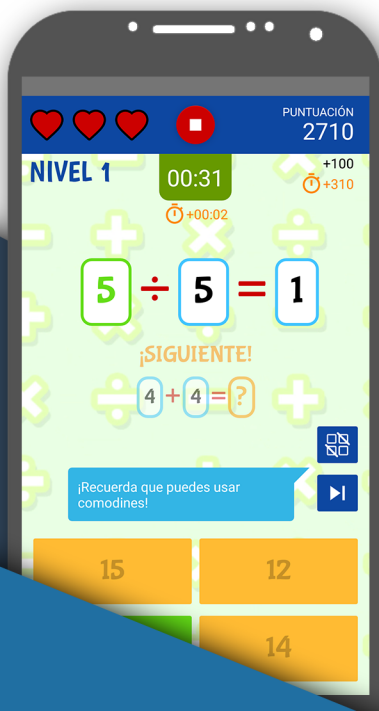 PUNTUACIÓN
2710
NIVEL 1
00:31
+100
+310
+00:02
5 ÷ 5 = 1
¡SIGUIENTE!
4 + 4 = ?
¡Recuerda que puedes usar
comodines!
15 12
14